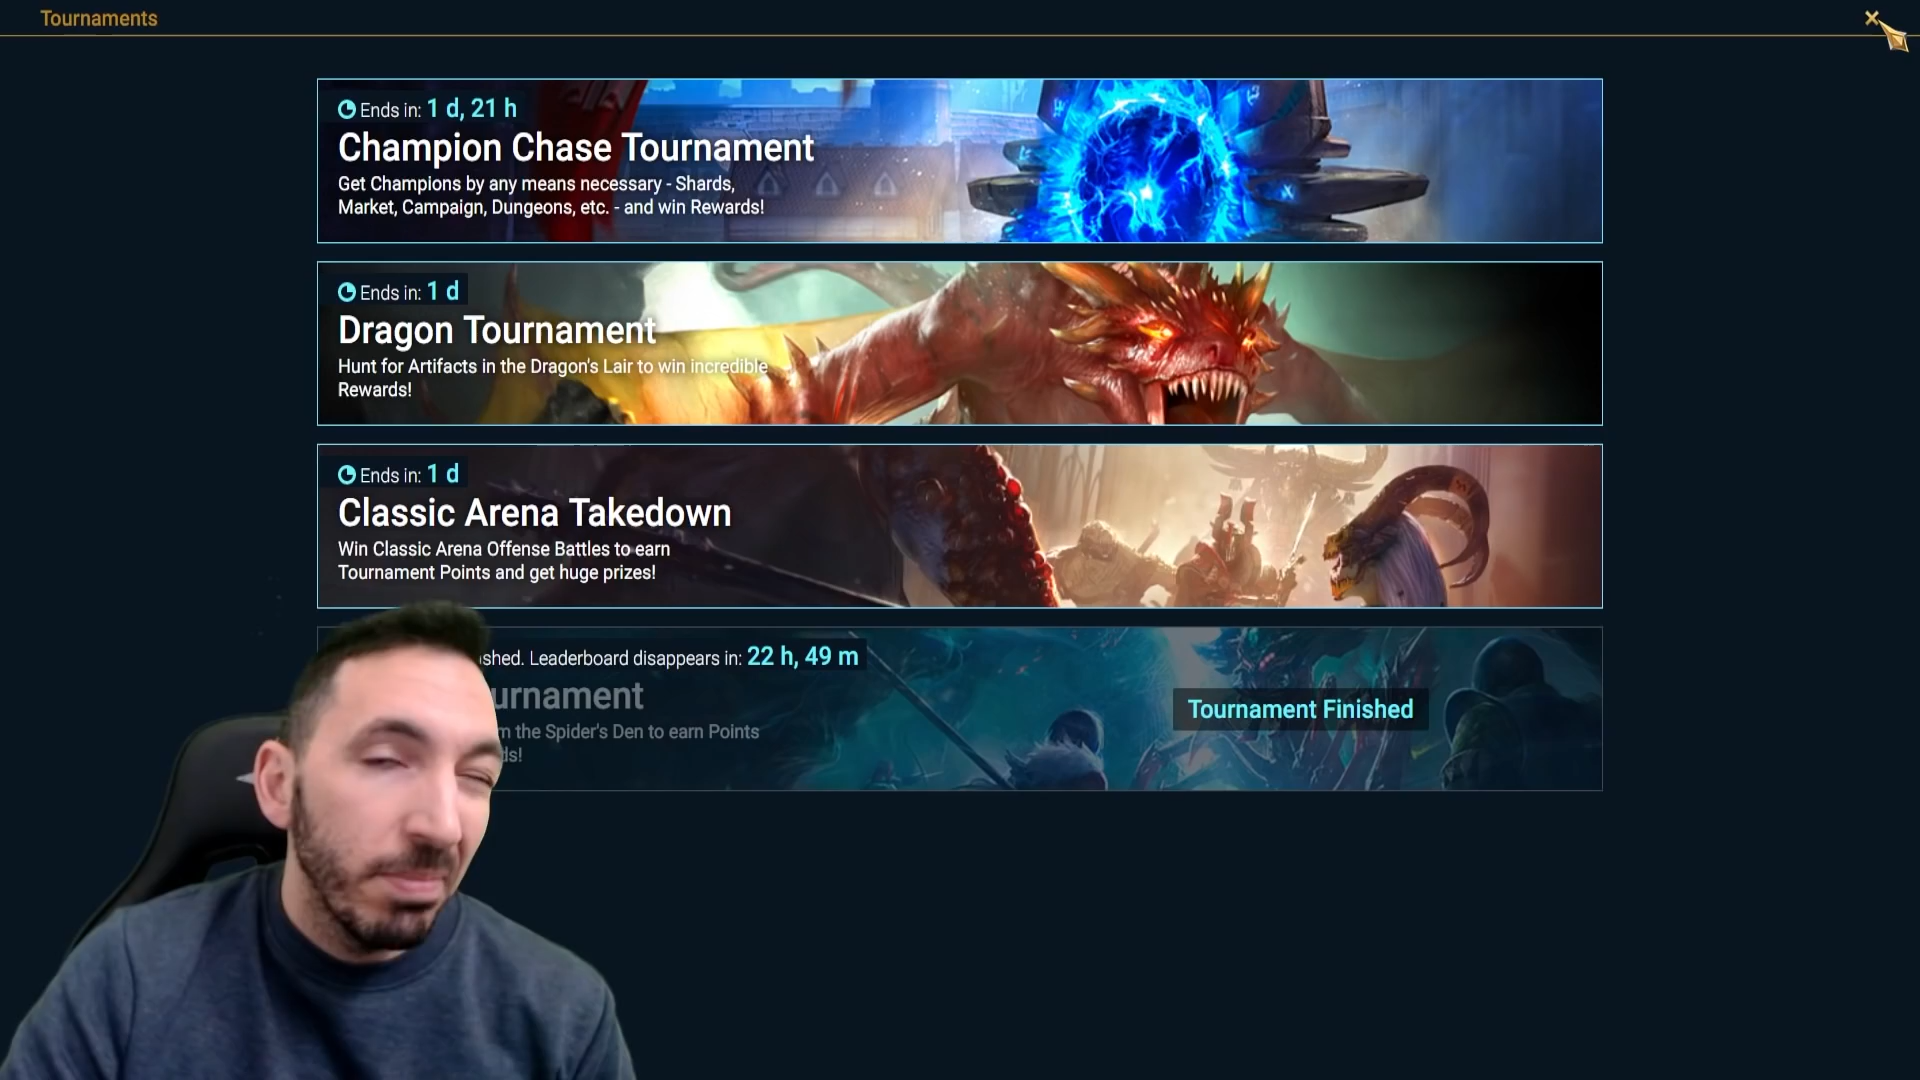 Tournaments
Ends in: 1 d, 21 h
Champion Chase Tournament
Get Champions by any means necessary - Shards,
Market, Campaign, Dungeons, etc. - and win Rewards!
Ends in: 1 d
Dragon Tournament
Hunt for Artifacts in the Dragon's Lair to win incredible
Rewards!
Ends in: 1 d
Classic Arena Takedown
Win Classic Arena Offense Battles to earn
Tournament Points and get huge prizes!
Leaderboard disappears in: 22 h, 49 m
the Spider's Den to earn Points
Tournament Finished